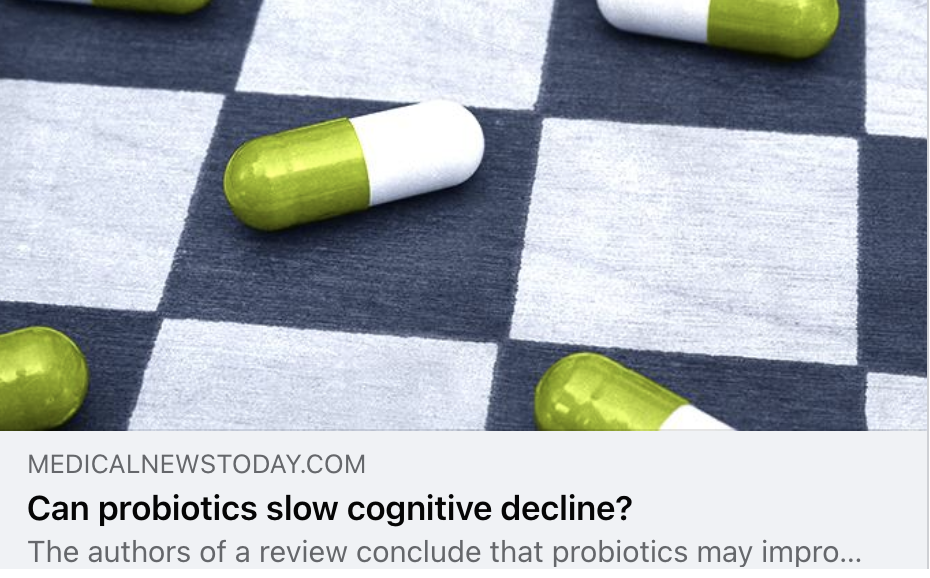 MEDICALNEWSTODAY.COM
Can probiotics slow cognitive decline?
The authors of a review conclude that probiotics may impro...